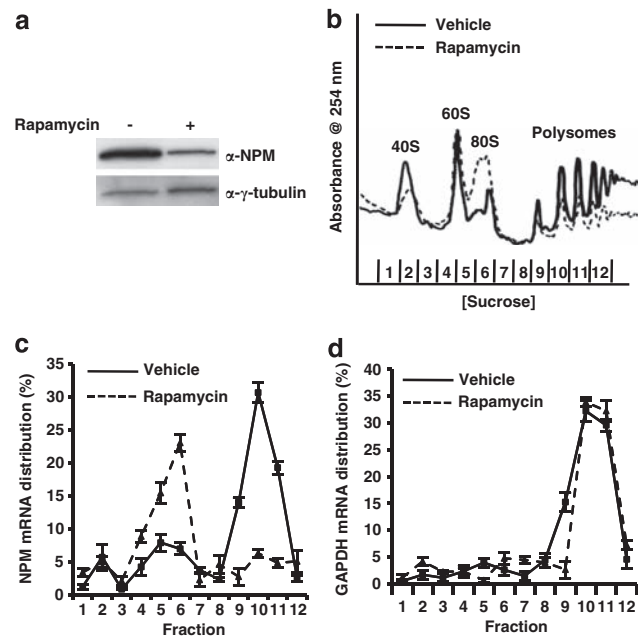 a
Rapamycin - +
α-NPM
α-γ-tubulin
b
Vehicle
Rapamycin
Absorbance @ 254 nm
40S
60S
80S
Polysomes
1 2 3 4 5 6 7 8 9 10 11 12
[Sucrose]
c
Vehicle
Rapamycin
NPM mRNA distribution (%)
35
30
25
20
15
10
5
0
1 2 3 4 5 6 7 8 9 10 11 12
Fraction
d
Vehicle
Rapamycin
GAPDH mRNA distribution (%)
40
35
30
25
20
15
10
5
0
1 2 3 4 5 6 7 8 9 10 11 12
Fraction